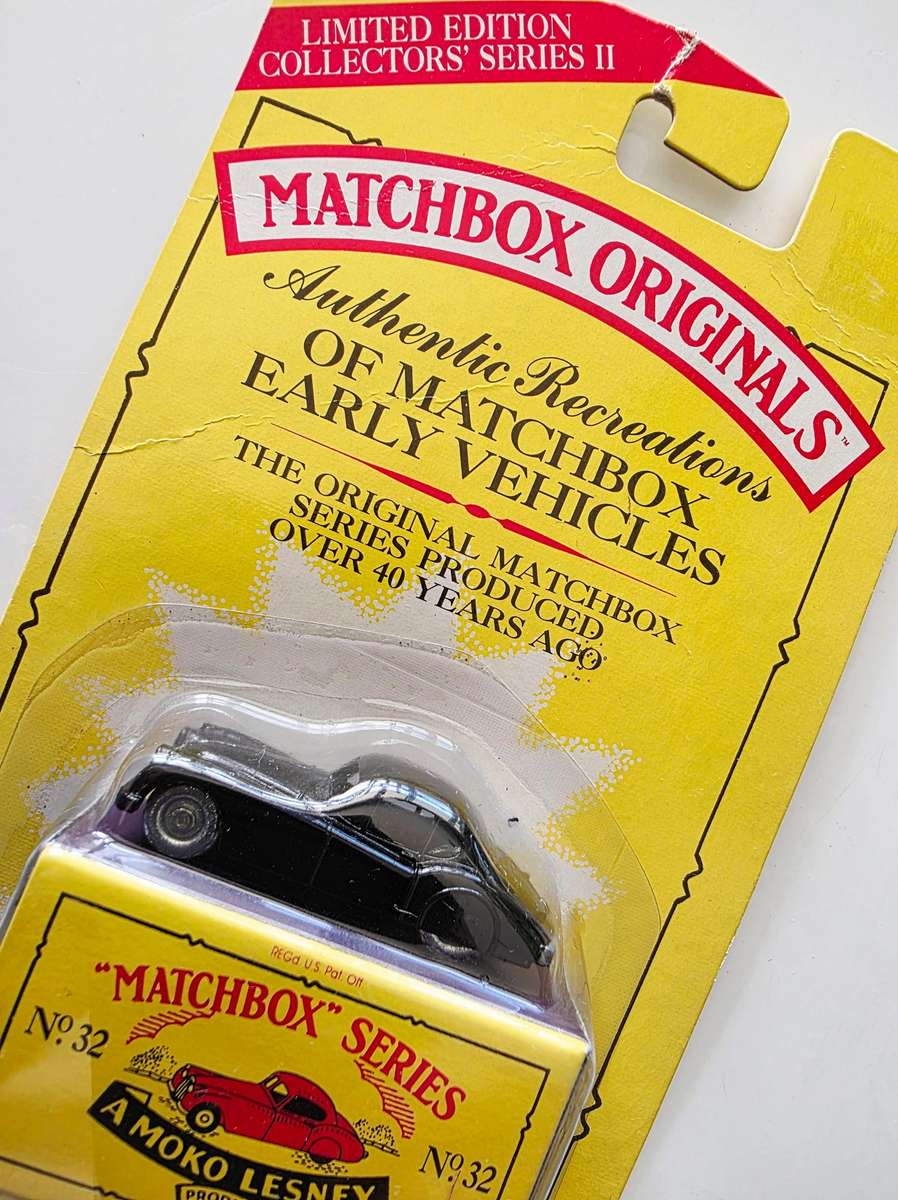 LIMITED EDITION
COLLECTORS' SERIES II
MATCHBOX ORIGINALS™
Authentic Recreations
OF MATCHBOX
EARLY VEHICLES
THE ORIGINAL MATCHBOX
SERIES PRODUCED
OVER 40 YEARS AGO
REGd U.S. Pat. Off
"MATCHBOX" SERIES
Nº 32
A MOKO LESNEY
Nº 32